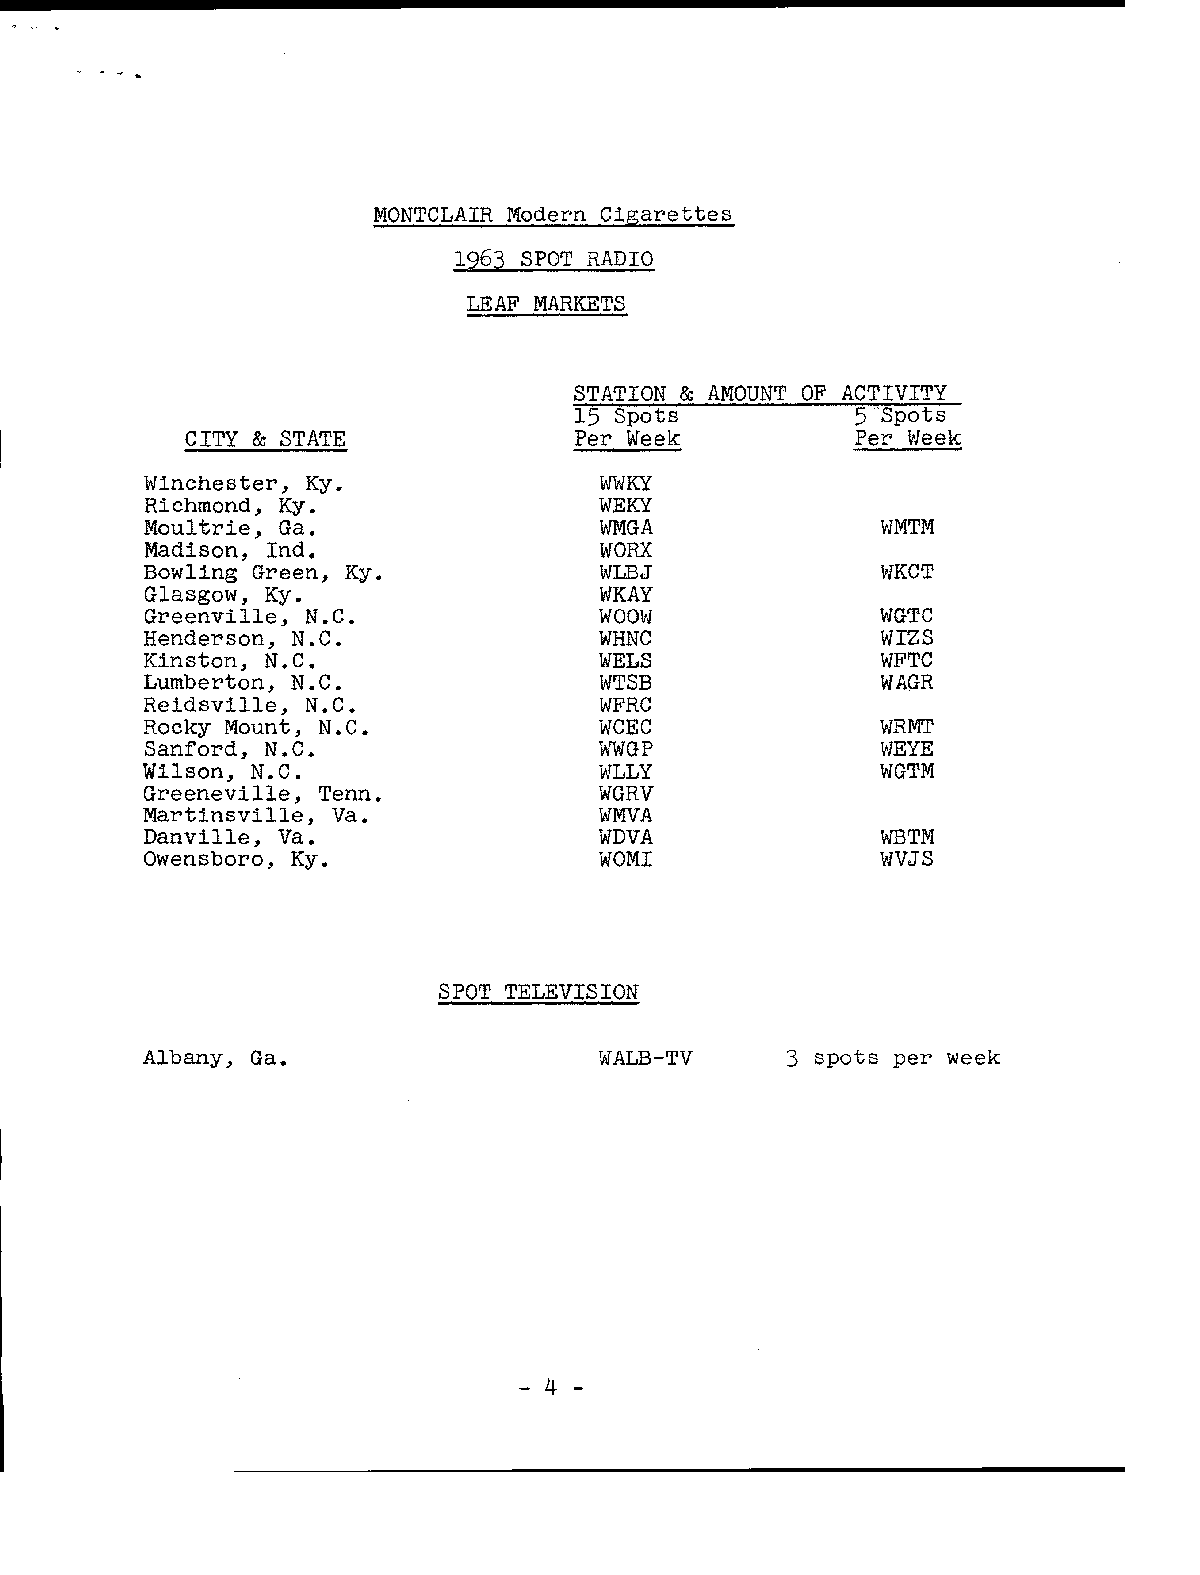 MONTCLAIR Modern Cigarettes
1963 SPOT RADIO
LEAF MARKETS
STATION & AMOUNT OF ACTIVITY
15 Spots 5 Spots
CITY & STATE Per Week Per Week
Winchester, Ky. WWKY
Richmond, Ky. WEKY
Moultrie, Ga. WMGA WMTM
Madison, Ind. WORX
Bowling Green, Ky. WLBJ WKCT
Glasgow, Ky. WKAY
Greenville, N.C. WOOW WGTC
Henderson, N.C. WHNC WIZS
Kinston, N.C. WELS WFTC
Lumberton, N.C. WTSB WAGR
Reidsville, N.C. WFRC
Rocky Mount, N.C. WCEC WRMT
Sanford, N.C. WWGP WEYE
Wilson, N.C. WLLY WGTM
Greeneville, Tenn. WGRV
Martinsville, Va. WMVA
Danville, Va. WDVA WBTM
Owensboro, Ky. WOMI WVJS
SPOT TELEVISION
Albany, Ga. WALB-TV 3 spots per week
- 4 -